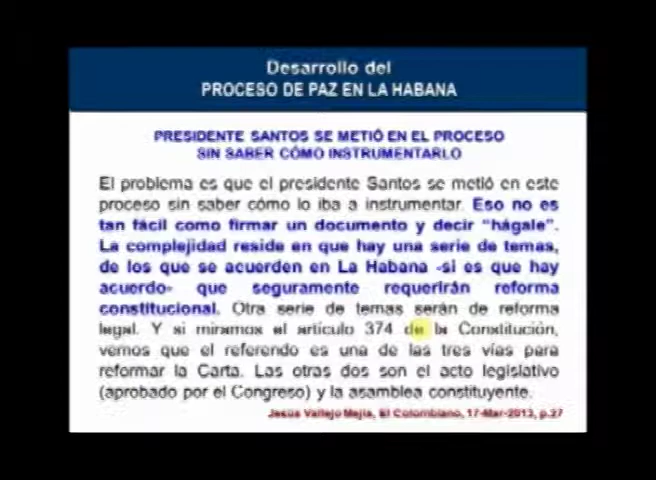 Desarrollo del
PROCESO DE PAZ EN LA HABANA
PRESIDENTE SANTOS SE METIÓ EN EL PROCESO
SIN SABER CÓMO INSTRUMENTARLO
El problema es que el presidente Santos se metió en este
proceso sin saber cómo lo iba a instrumentar. Eso no es
tan fácil como firmar un documento y decir “hágale”.
La complejidad reside en que hay una serie de temas,
de los que se acuerden en La Habana -si es que hay
acuerdo- que seguramente requerirán reforma
constitucional. Otra serie de temas serán de reforma
legal. Y si miramos el artículo 374 de la Constitución,
vemos que el referendo es una de las tres vías para
reformar la Carta. Las otras dos son el acto legislativo
(aprobado por el Congreso) y la asamblea constituyente.
Jesús Vallejo Mejía, El Colombiano, 17-Mar-2013, p.27